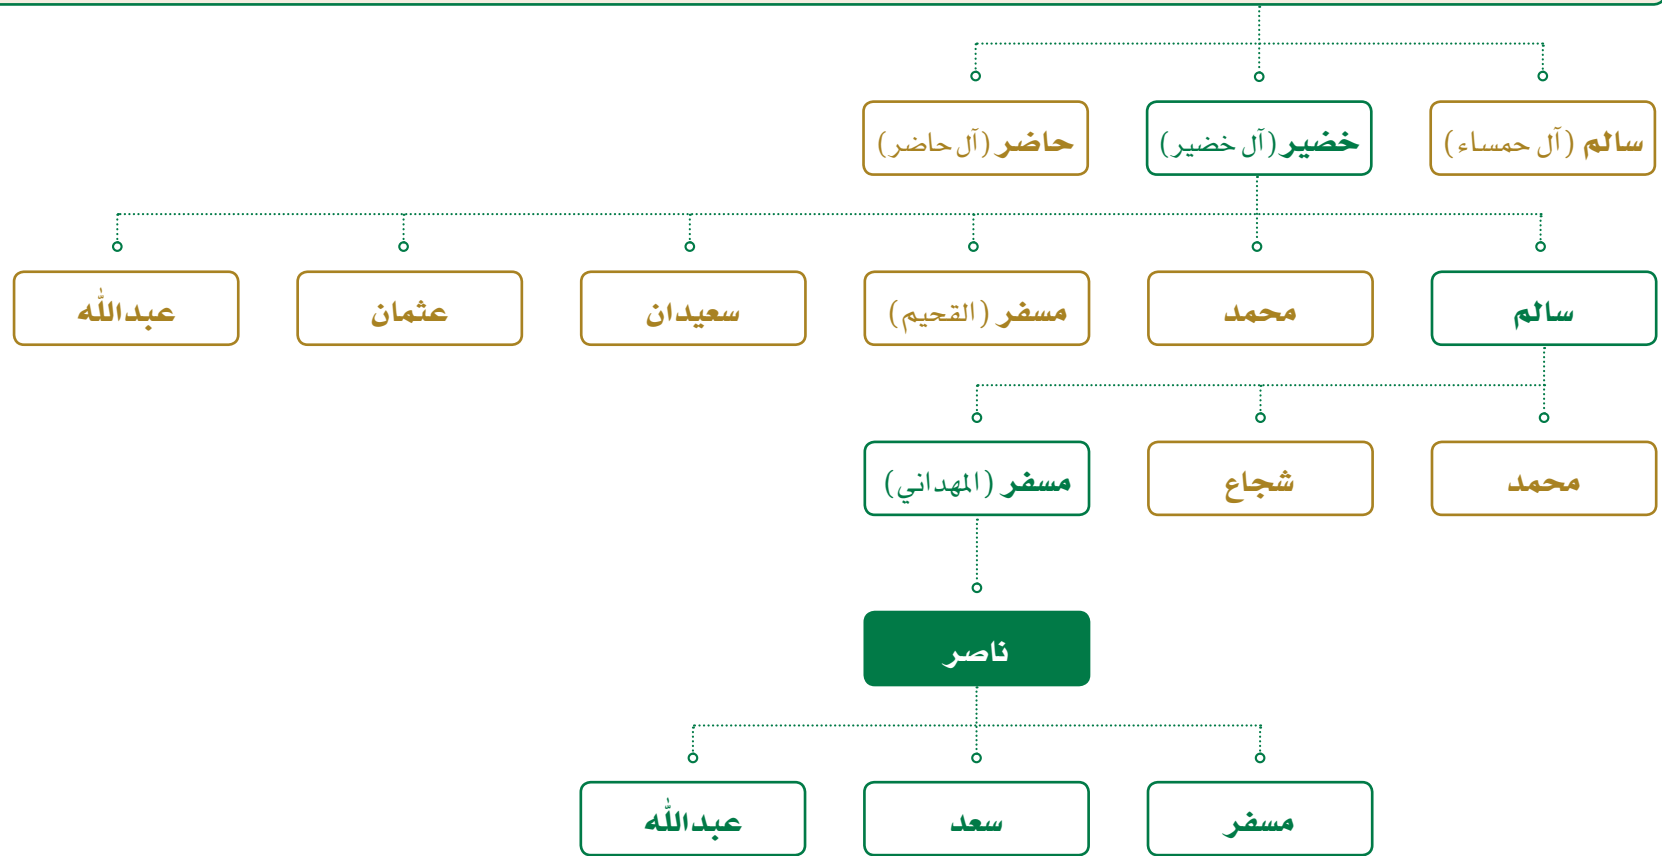 سالم (آل حمساء)
خضير (آل خضير)
حاضر (آل حاضر)
سالم
محمد
مسفر (القحيم)
سعيدان
عثمان
عبدالله
محمد
شجاع
مسفر (المهداني)
ناصر
مسفر
سعد
عبدالله